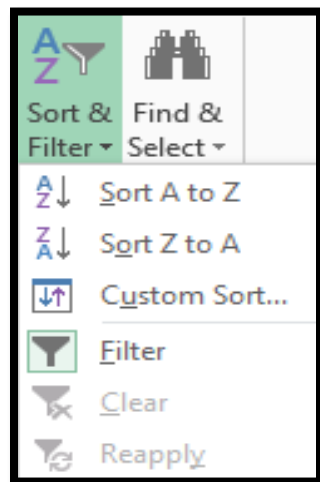 Sort & Find &
Filter Select
Sort A to Z
Sort Z to A
Custom Sort...
Filter
Clear
Reapply